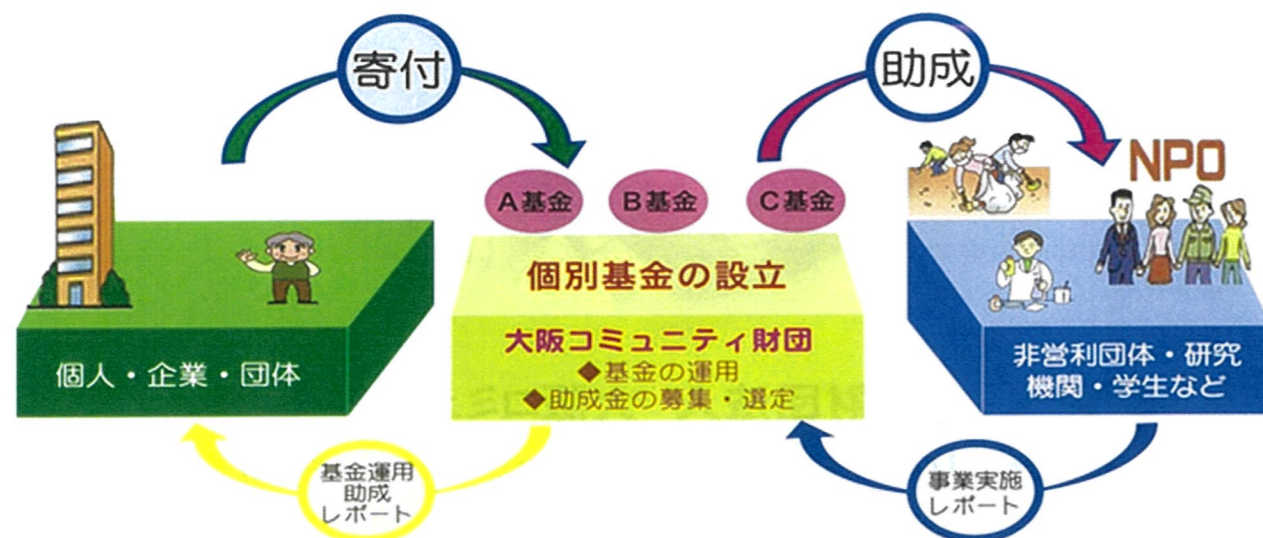 寄付
助成
NPO
A基金
B基金
C基金
個別基金の設立
大阪コミュニティ財団
◆基金の運用
◆助成金の募集・選定
個人・企業・団体
非営利団体・研究
機関・学生など
基金運用
助成
レポート
事業実施
レポート